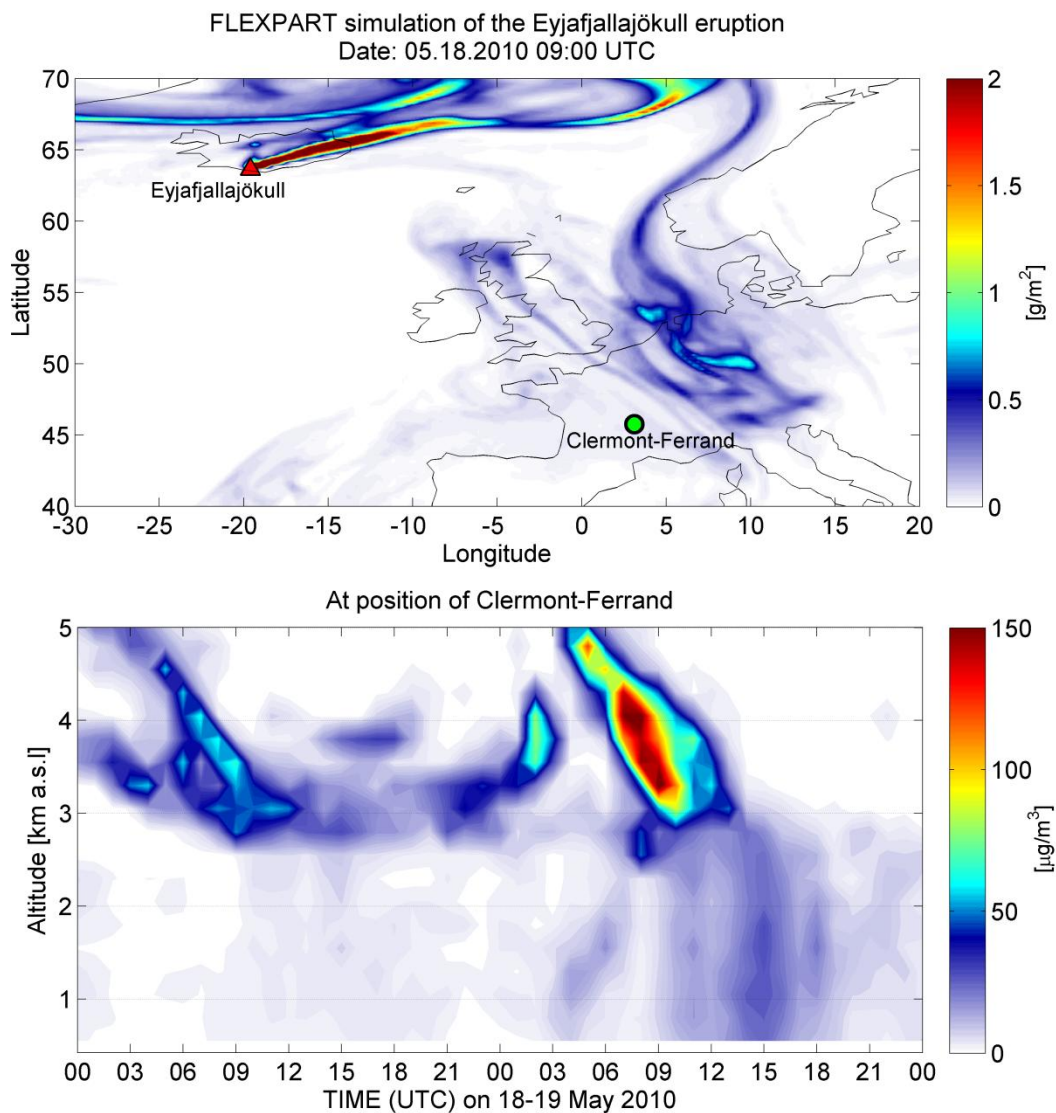 FLEXPART simulation of the Eyjafjallajökull eruption
Date: 05.18.2010 09:00 UTC
70
65
60
55
50
45
40
Latitude
-30 -25 -20 -15 -10 -5 0 5 10 15 20
Longitude
Eyjafjallajökull
Clermont-Ferrand
2
1.5
1
0.5
0
[g/m²]
At position of Clermont-Ferrand
5
4
3
2
1
Altitude [km a.s.l]
00 03 06 09 12 15 18 21 00 03 06 09 12 15 18 21 00
TIME (UTC) on 18-19 May 2010
150
100
50
0
[µg/m³]